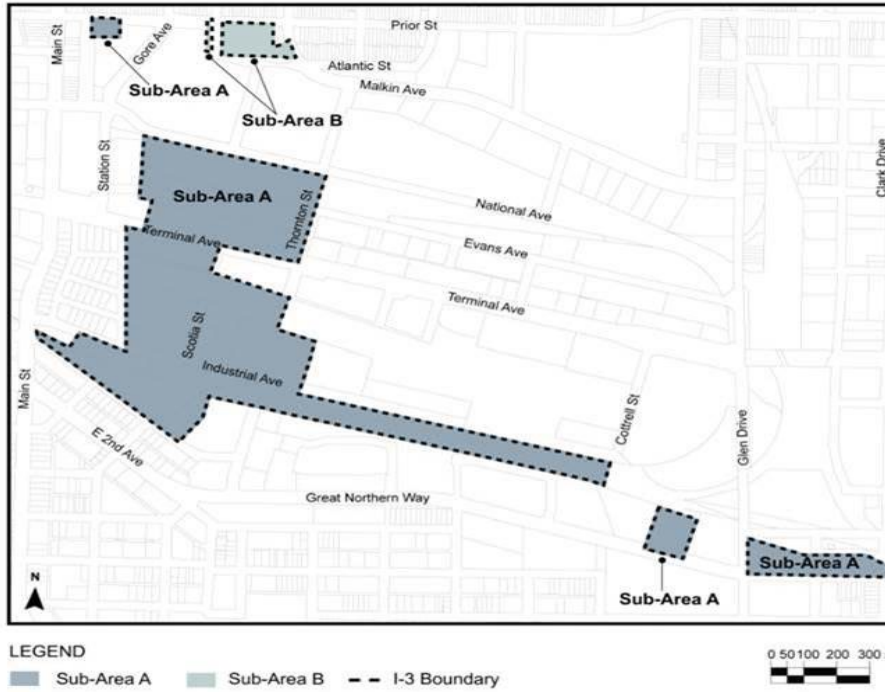 Main St
Gore Ave
Prior St
Atlantic St
Sub-Area A
Malkin Ave
Sub-Area B
Station St
Clark Drive
Sub-Area A
National Ave
Thornton St
Terminal Ave
Evans Ave
Terminal Ave
Scotia St
Industrial Ave
Main St
Cottrell St
Glen Drive
E 2nd Ave
Great Northern Way
Sub-Area A
Sub-Area A
N
LEGEND
Sub-Area A
Sub-Area B
I-3 Boundary
0 50 100 200 300